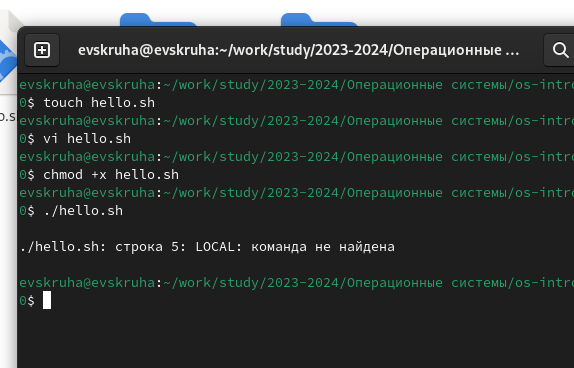 evskruha@evskruha:~/work/study/2023-2024/Операционные ...
evskruha@evskruha:~/work/study/2023-2024/Операционные системы/os-intro
0$ touch hello.sh
evskruha@evskruha:~/work/study/2023-2024/Операционные системы/os-intro
0$ vi hello.sh
evskruha@evskruha:~/work/study/2023-2024/Операционные системы/os-intro
0$ chmod +x hello.sh
evskruha@evskruha:~/work/study/2023-2024/Операционные системы/os-intro
0$ ./hello.sh
./hello.sh: строка 5: LOCAL: команда не найдена
evskruha@evskruha:~/work/study/2023-2024/Операционные системы/os-intro
0$